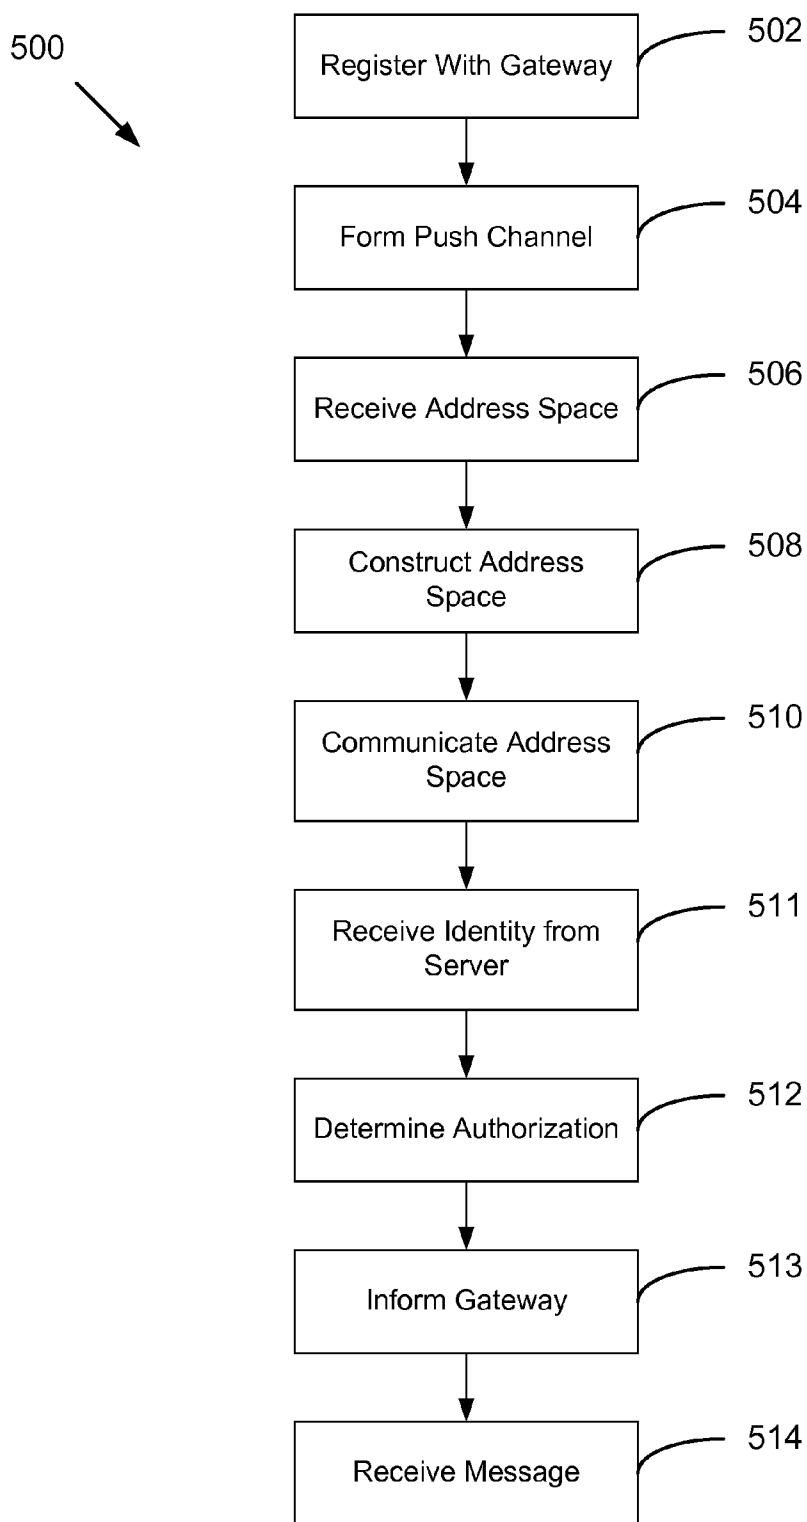 500
Register With Gateway
502
Form Push Channel
504
Receive Address Space
506
Construct Address
Space
508
Communicate Address
Space
510
Receive Identity from
Server
511
Determine Authorization
512
Inform Gateway
513
Receive Message
514